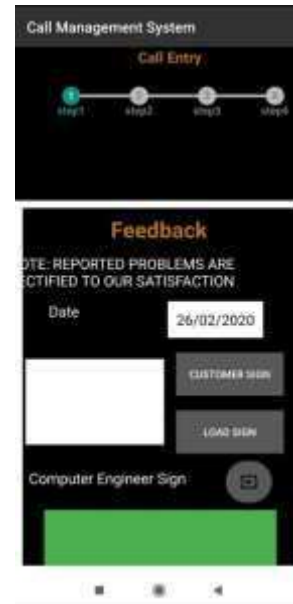 Call Management System
Call Entry
step1 step2 step3 step4
Feedback
OTE: REPORTED PROBLEMS ARE
ECTIFIED TO OUR SATISFACTION
Date
26/02/2020
CUSTOMER SIGN
LOAD SIGN
Computer Engineer Sign